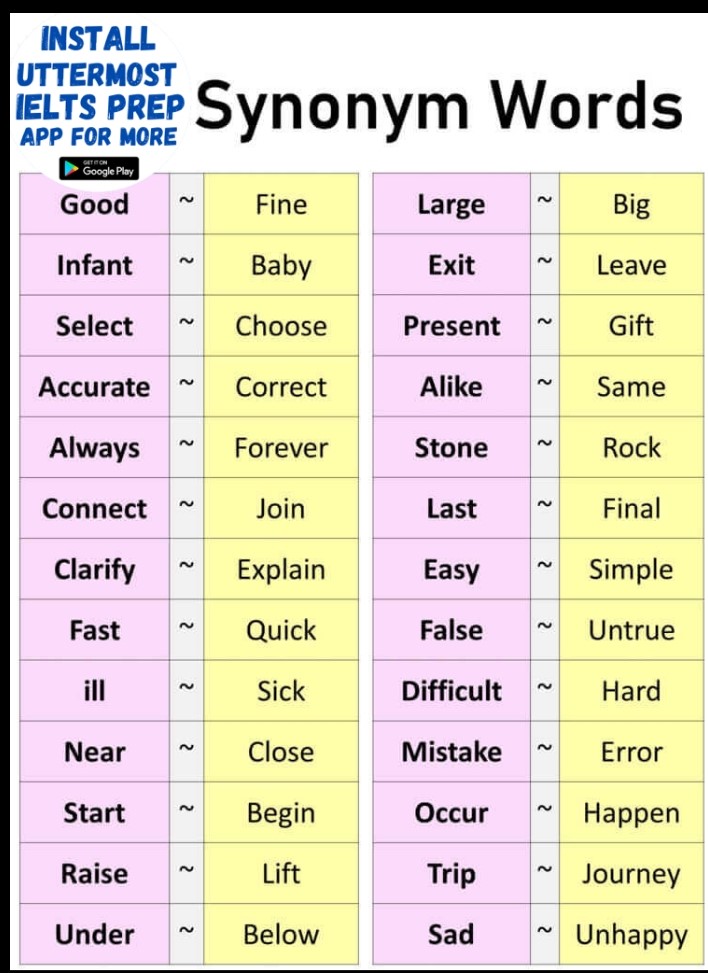 INSTALL
UTTERMOST
IELTS PREP
APP FOR MORE
GET IT ON
Google Play
Synonym Words
Good ~ Fine Large ~ Big
Infant ~ Baby Exit ~ Leave
Select ~ Choose Present ~ Gift
Accurate ~ Correct Alike ~ Same
Always ~ Forever Stone ~ Rock
Connect ~ Join Last ~ Final
Clarify ~ Explain Easy ~ Simple
Fast ~ Quick False ~ Untrue
ill ~ Sick Difficult ~ Hard
Near ~ Close Mistake ~ Error
Start ~ Begin Occur ~ Happen
Raise ~ Lift Trip ~ Journey
Under ~ Below Sad ~ Unhappy